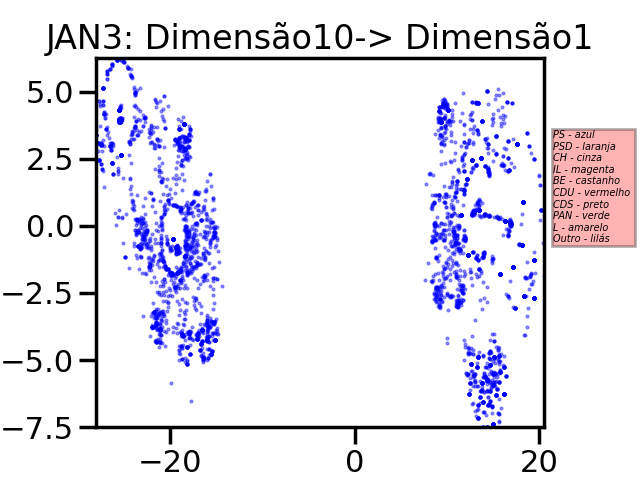 JAN3: Dimensão10-> Dimensão1
5.0
2.5
0.0
−2.5
−5.0
−7.5
−20
0
20
PS - azul
PSD - laranja
CH - cinza
IL - magenta
BE - castanho
CDU - vermelho
CDS - preto
PAN - verde
L - amarelo
Outro - lilás